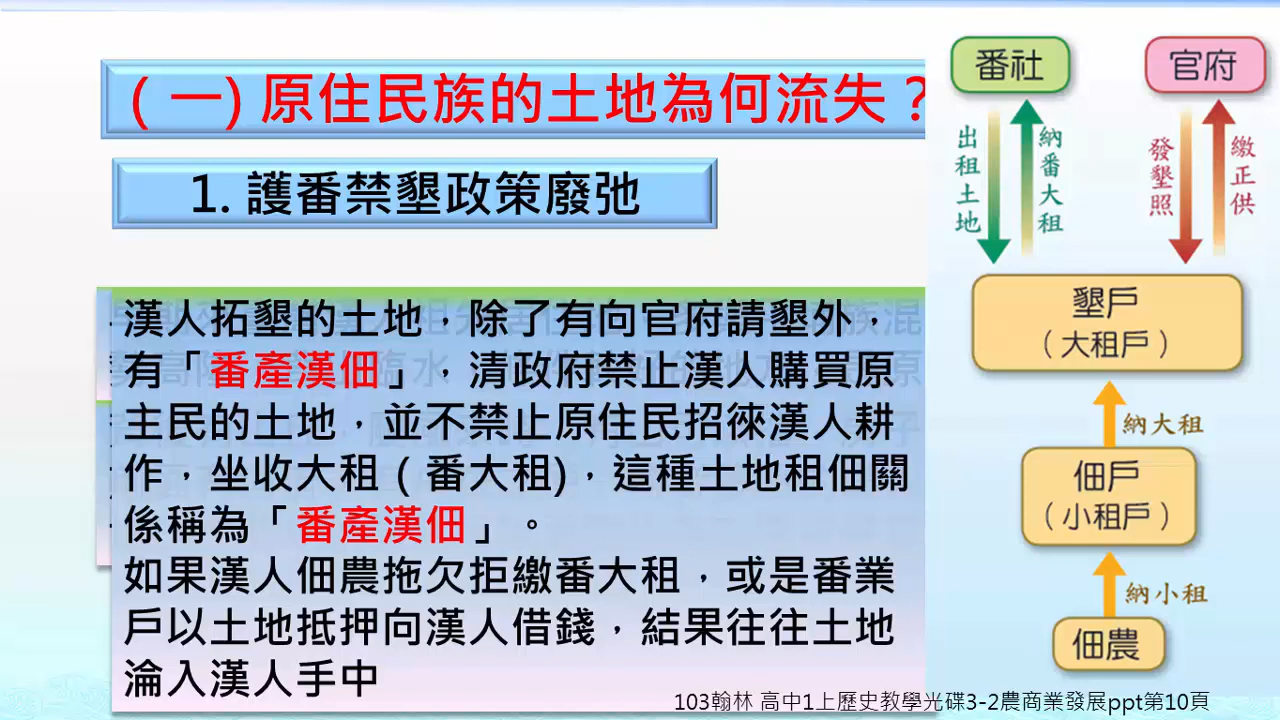 (一) 原住民族的土地為何流失？
1. 護番禁墾政策廢弛
漢人拓墾的土地，除了有向官府請墾外，
有「番產漢佃」，清政府禁止漢人購買原
主民的土地，並不禁止原住民招徠漢人耕
作，坐收大租（番大租)，這種土地租佃關
係稱為「番產漢佃」。
如果漢人佃農拖欠拒繳番大租，或是番業
戶以土地抵押向漢人借錢，結果往往土地
淪入漢人手中
番社
官府
出租土地
納番大租
發墾照
繳正供
墾戶
（大租戶）
納大租
佃戶
（小租戶）
納小租
佃農
103翰林 高中1上歷史教學光碟3-2農商業發展ppt第10頁